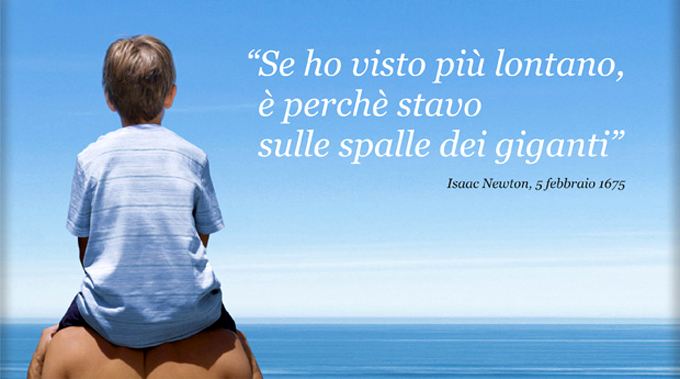 “Se ho visto più lontano,
è perchè stavo
sulle spalle dei giganti”
Isaac Newton, 5 febbraio 1675